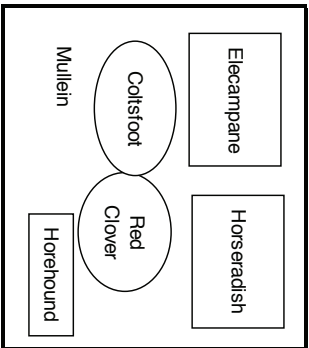 Elecampane
Horseradish
Coltsfoot
Red
Clover
Mullein
Horehound